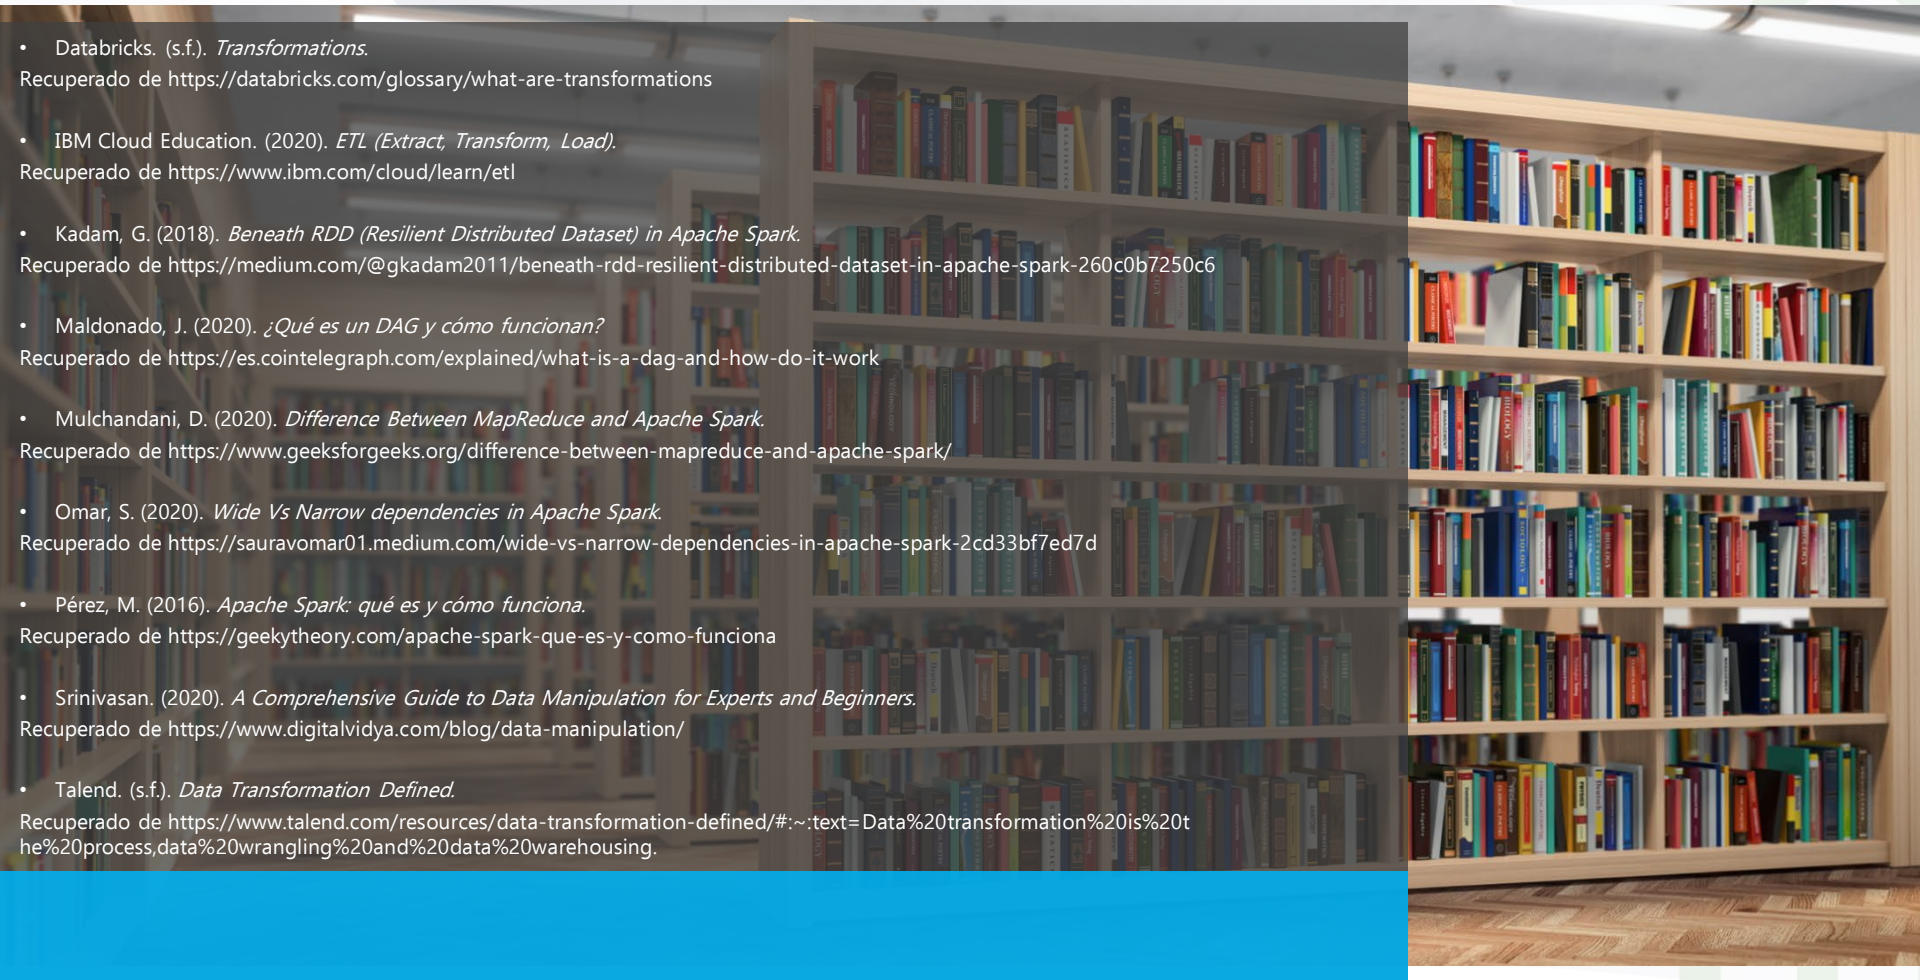 • Databricks. (s.f.). Transformations.
Recuperado de https://databricks.com/glossary/what-are-transformations
• IBM Cloud Education. (2020). ETL (Extract, Transform, Load).
Recuperado de https://www.ibm.com/cloud/learn/etl
• Kadam, G. (2018). Beneath RDD (Resilient Distributed Dataset) in Apache Spark.
Recuperado de https://medium.com/@gkadam2011/beneath-rdd-resilient-distributed-dataset-in-apache-spark-260c0b7250c6
• Maldonado, J. (2020). ¿Qué es un DAG y cómo funcionan?
Recuperado de https://es.cointelegraph.com/explained/what-is-a-dag-and-how-do-it-work
• Mulchandani, D. (2020). Difference Between MapReduce and Apache Spark.
Recuperado de https://www.geeksforgeeks.org/difference-between-mapreduce-and-apache-spark/
• Omar, S. (2020). Wide Vs Narrow dependencies in Apache Spark.
Recuperado de https://sauravomar01.medium.com/wide-vs-narrow-dependencies-in-apache-spark-2cd33bf7ed7d
• Pérez, M. (2016). Apache Spark: qué es y cómo funciona.
Recuperado de https://geekytheory.com/apache-spark-que-es-y-como-funciona
• Srinivasan. (2020). A Comprehensive Guide to Data Manipulation for Experts and Beginners.
Recuperado de https://www.digitalvidya.com/blog/data-manipulation/
• Talend. (s.f.). Data Transformation Defined.
Recuperado de https://www.talend.com/resources/data-transformation-defined/#:~:text=Data%20transformation%20is%20t
he%20process,data%20wrangling%20and%20data%20warehousing.